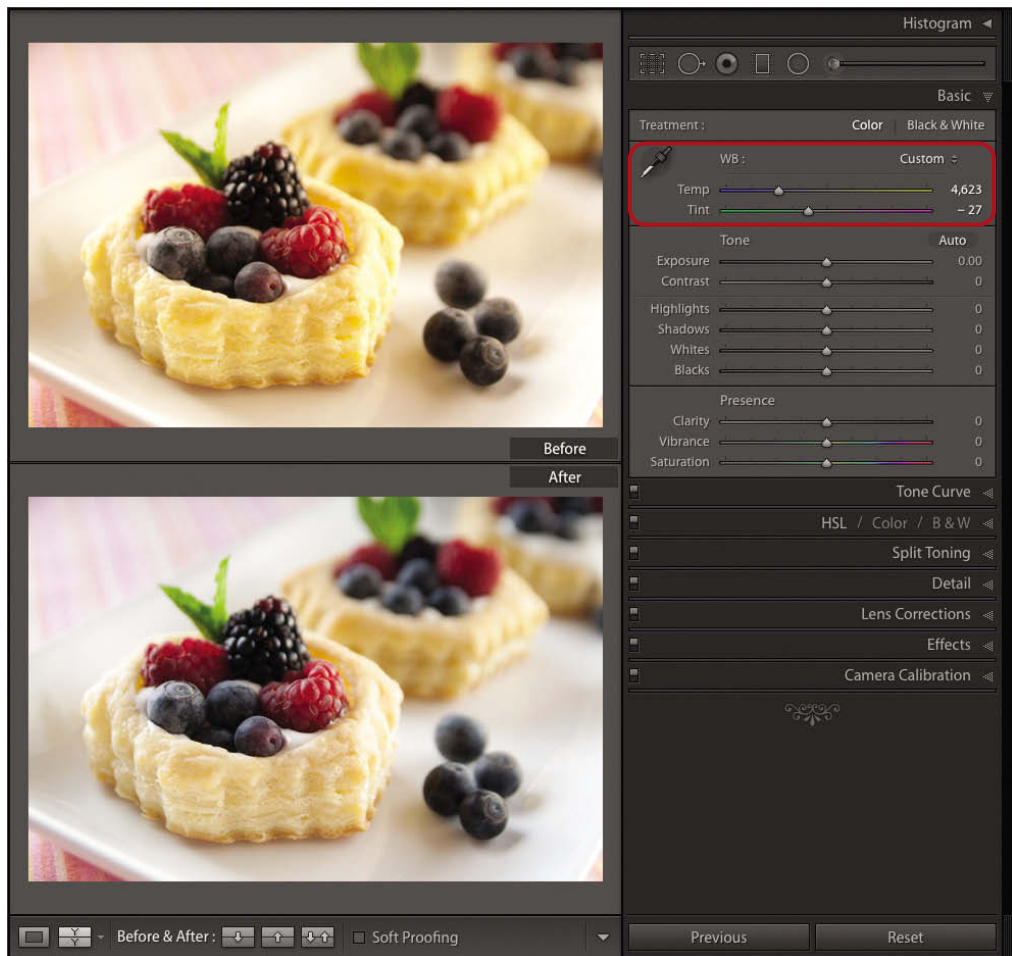 Histogram
Basic
Treatment : Color Black & White
WB : Custom
Temp 4,623
Tint – 27
Tone Auto
Exposure 0.00
Contrast 0
Highlights 0
Shadows 0
Whites 0
Blacks 0
Presence
Clarity 0
Vibrance 0
Saturation 0
Tone Curve
HSL / Color / B & W
Split Toning
Detail
Lens Corrections
Effects
Camera Calibration
Before
After
Y Y
Before & After : Soft Proofing
Previous Reset